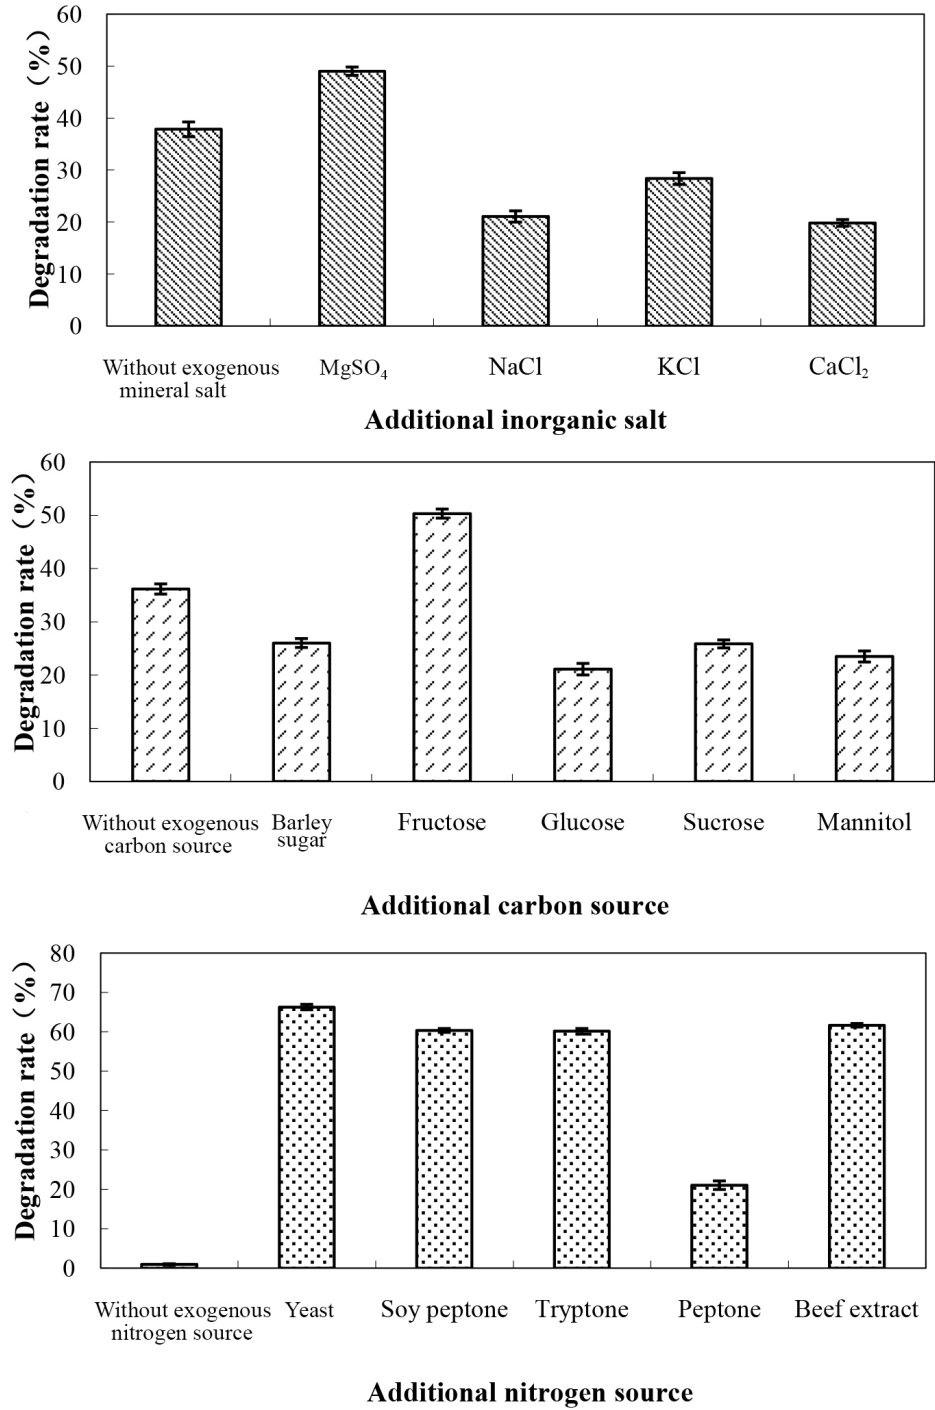 Degradation rate（%）
60
50
40
30
20
10
0
Without exogenous
mineral salt
MgSO₄
NaCl
KCl
CaCl₂
Additional inorganic salt
Degradation rate（%）
60
50
40
30
20
10
0
Without exogenous
carbon source
Barley
sugar
Fructose
Glucose
Sucrose
Mannitol
Additional carbon source
Degradation rate（%）
80
70
60
50
40
30
20
10
0
Without exogenous
nitrogen source
Yeast
Soy peptone
Tryptone
Peptone
Beef extract
Additional nitrogen source